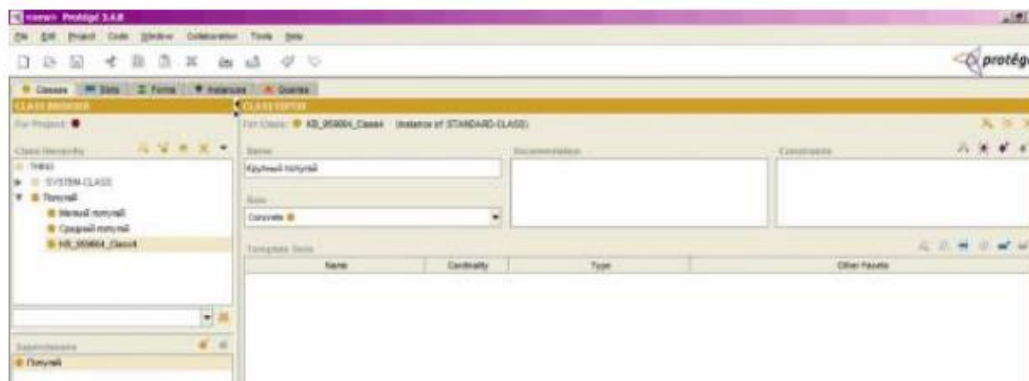 <new> Protégé 3.4.8
File Edit Project Code Window Collaboration Tools Help
protégé
Classes Slots Forms Instances Queries
CLASS BROWSER
CLASS EDITOR
For Project:
For Class: KB_959864_Class4 (instance of STANDARD-CLASS)
Class Hierarchy
Name
Documentation
Constraints
THING
Крупный попугай
SYSTEM-CLASS
Попугай
Role
Мелкий попугай
Concrete
Средний попугай
KB_959864_Class4
Template Slots
Name Cardinality Type Other Facets
Superclasses
Попугай